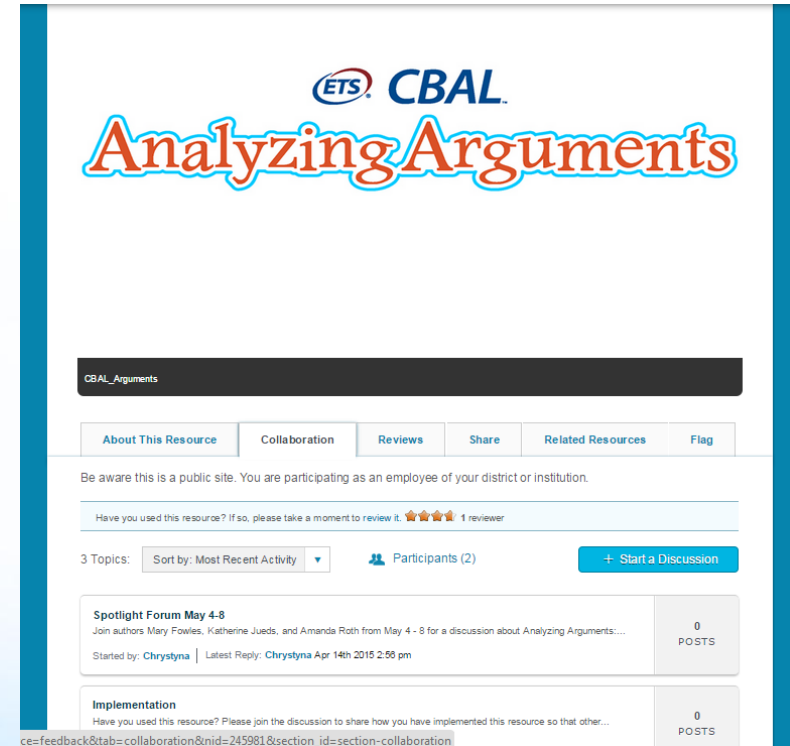 ETS. CBAL.
Analyzing Arguments
CBAL_Arguments
About This Resource Collaboration Reviews Share Related Resources Flag
Be aware this is a public site. You are participating as an employee of your district or institution.
Have you used this resource? If so, please take a moment to review it. 1 reviewer
3 Topics: Sort by: Most Recent Activity Participants (2) + Start a Discussion
Spotlight Forum May 4-8
Join authors Mary Fowles, Katherine Jueds, and Amanda Roth from May 4 - 8 for a discussion about Analyzing Arguments:...
Started by: Chrystyna | Latest Reply: Chrystyna Apr 14th 2015 2:56 pm
0
POSTS
Implementation
Have you used this resource? Please join the discussion to share how you have implemented this resource so that other...
0
POSTS
ce=feedback&tab=collaboration&nid=245981&section_id=section-collaboration